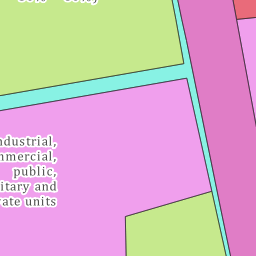 ndustrial,
mmercial,
public,
itary and
ate units